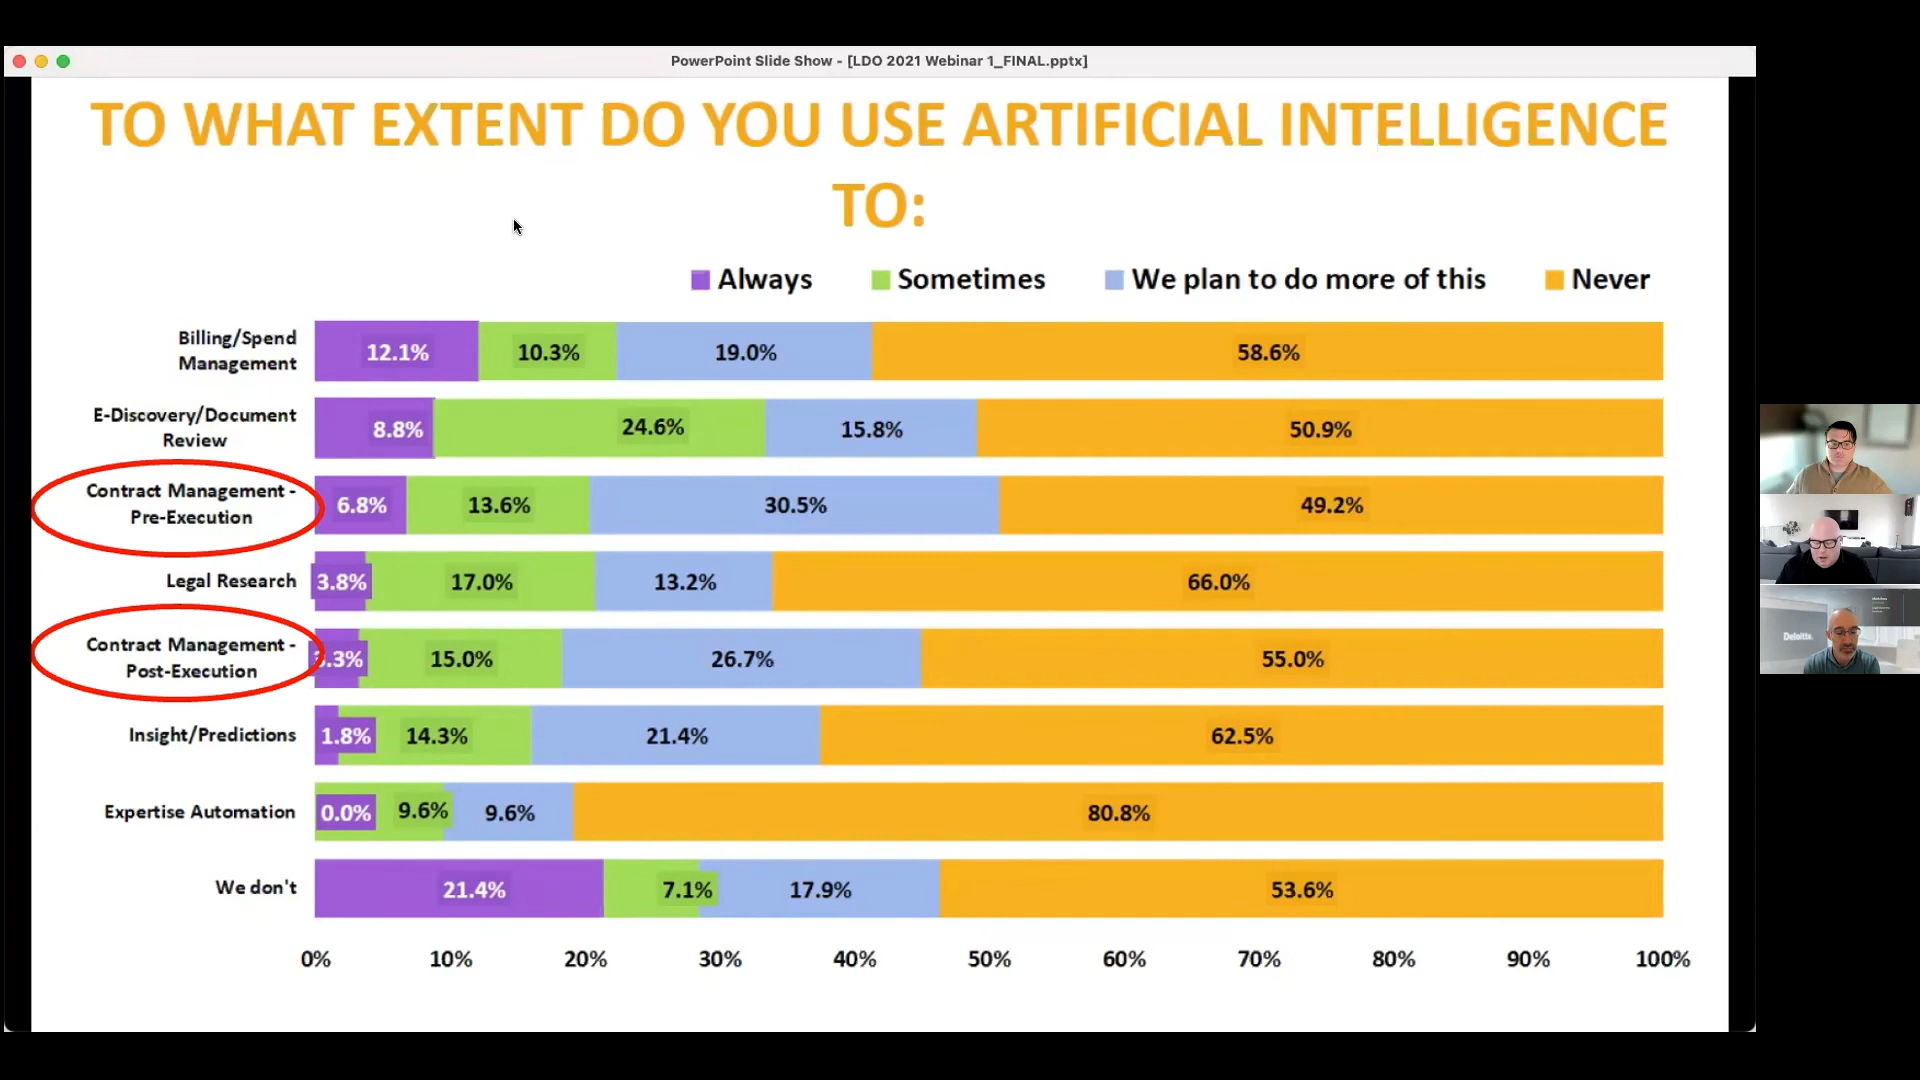 PowerPoint Slide Show - [LDO 2021 Webinar 1_FINAL.pptx]
TO WHAT EXTENT DO YOU USE ARTIFICIAL INTELLIGENCE
TO:
Always
Sometimes
We plan to do more of this
Never
Billing/Spend
Management
12.1%
10.3%
19.0%
58.6%
E-Discovery/Document
Review
8.8%
24.6%
15.8%
50.9%
Contract Management -
Pre-Execution
6.8%
13.6%
30.5%
49.2%
Legal Research
3.8%
17.0%
13.2%
66.0%
Contract Management -
Post-Execution
3.3%
15.0%
26.7%
55.0%
Insight/Predictions
1.8%
14.3%
21.4%
62.5%
Expertise Automation
0.0%
9.6%
9.6%
80.8%
We don't
21.4%
7.1%
17.9%
53.6%
0%
10%
20%
30%
40%
50%
60%
70%
80%
90%
100%
Deloitte.